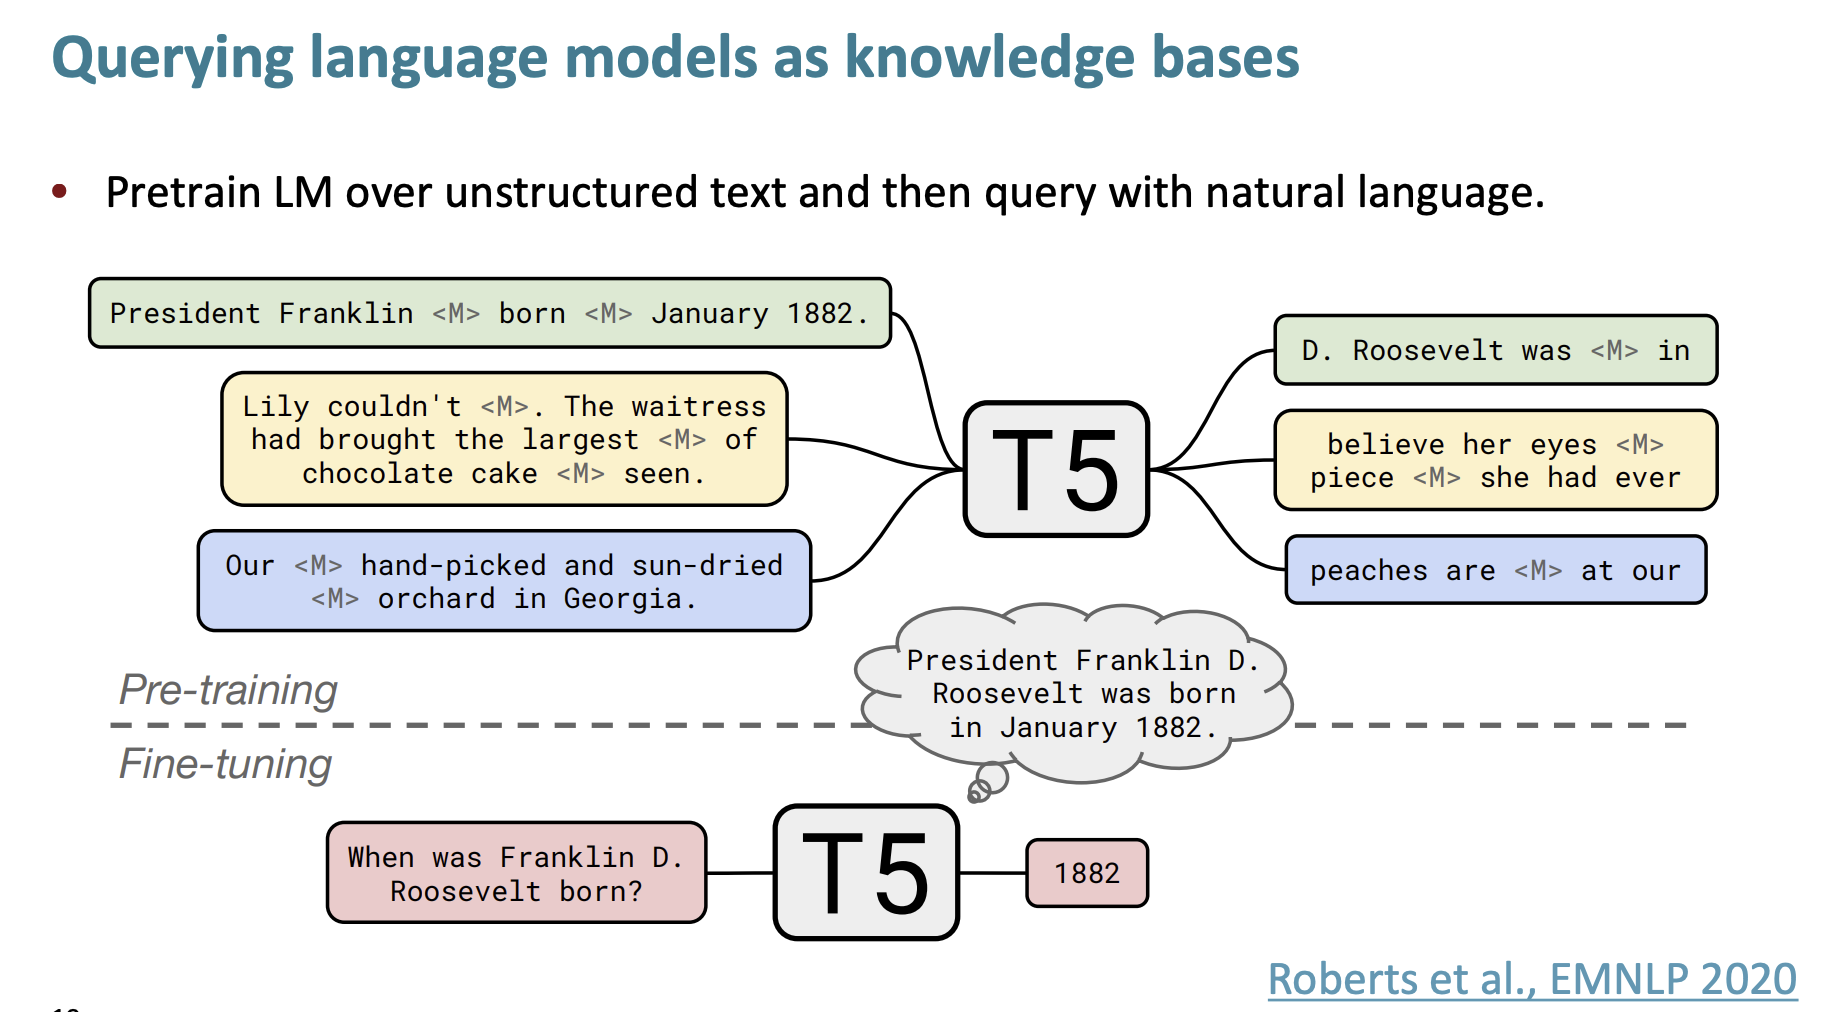 Querying language models as knowledge bases
• Pretrain LM over unstructured text and then query with natural language.
President Franklin <M> born <M> January 1882.
Lily couldn't <M>. The waitress
had brought the largest <M> of
chocolate cake <M> seen.
Our <M> hand-picked and sun-dried
<M> orchard in Georgia.
T5
D. Roosevelt was <M> in
believe her eyes <M>
piece <M> she had ever
peaches are <M> at our
Pre-training
President Franklin D.
Roosevelt was born
in January 1882.
Fine-tuning
When was Franklin D.
Roosevelt born?
T5
1882
Roberts et al., EMNLP 2020